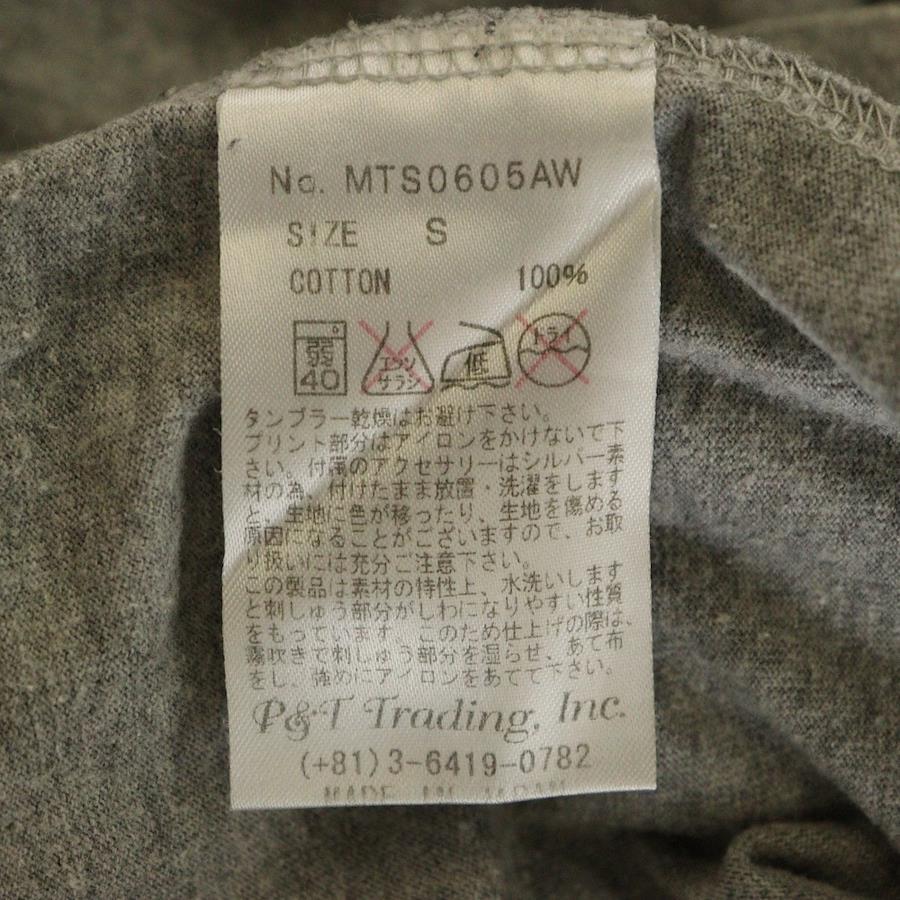 No. MTS0605AW
SIZE S
COTTON 100%
弱 40 エンソ サラシ 低 ドライ
タンブラー乾燥はお避け下さい。
プリント部分はアイロンをかけないで下
さい。付属のアクセサリーはシルバー素
材の為、付けたまま放置・洗濯をします
と、生地に色が移ったり、生地を傷める
原因になることがございますので、お取
り扱いには充分ご注意下さい。
この製品は素材の特性上、水洗いします
と刺しゅう部分がしわになりやすい性質
をもっています。このため仕上げの際は、
霧吹きで刺しゅう部分を湿らせ、あて布
をし、強めにアイロンをあてて下さい。
P&T Trading, Inc.
(+81)3-6419-0782
MADE IN JAPAN